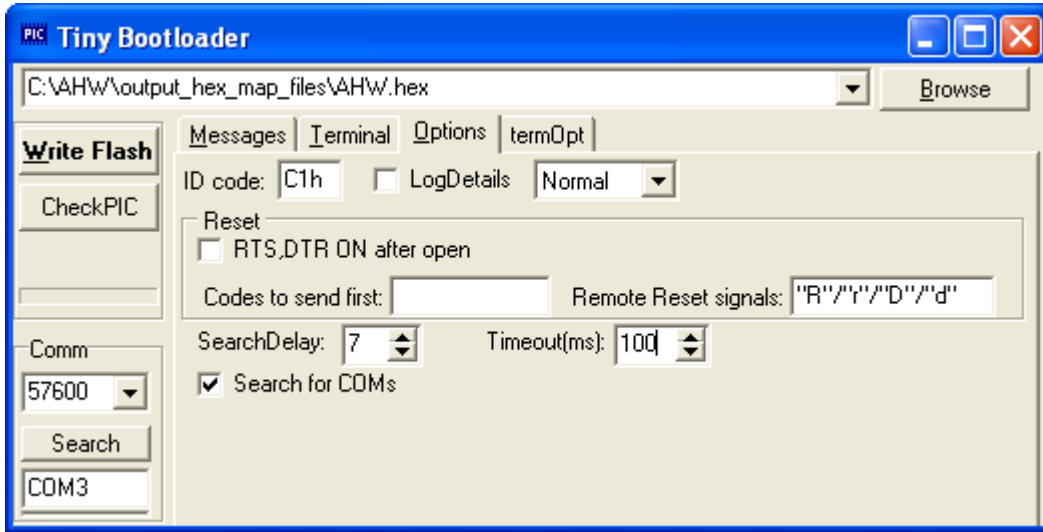 PIC Tiny Bootloader
C:\AHW\output_hex_map_files\AHW.hex Browse
Write Flash
CheckPIC
Messages Terminal Options termOpt
ID code: C1h LogDetails Normal
Reset
RTS,DTR ON after open
Codes to send first: Remote Reset signals: "R"/"r"/"D"/"d"
SearchDelay: 7 Timeout(ms): 100
Search for COMs
Comm
57600
Search
COM3